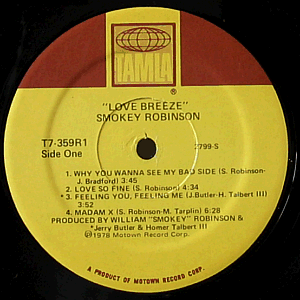 TAMLA
"LOVE BREEZE"
SMOKEY ROBINSON
T7-359R1
Side One
2799-S
1. WHY YOU WANNA SEE MY BAD SIDE (S. Robinson-
J. Bradford) 3:45
2. LOVE SO FINE (S. Robinson) 4:34
* 3. FEELING YOU, FEELING ME (J.Butler-H. Talbert III)
3:52
4. MADAM X (S. Robinson-M. Tarplin) 6:28
PRODUCED BY WILLIAM "SMOKEY" ROBINSON &
*Jerry Butler & Homer Talbert III
℗1978 Motown Record Corp.
A PRODUCT OF MOTOWN RECORD CORP.